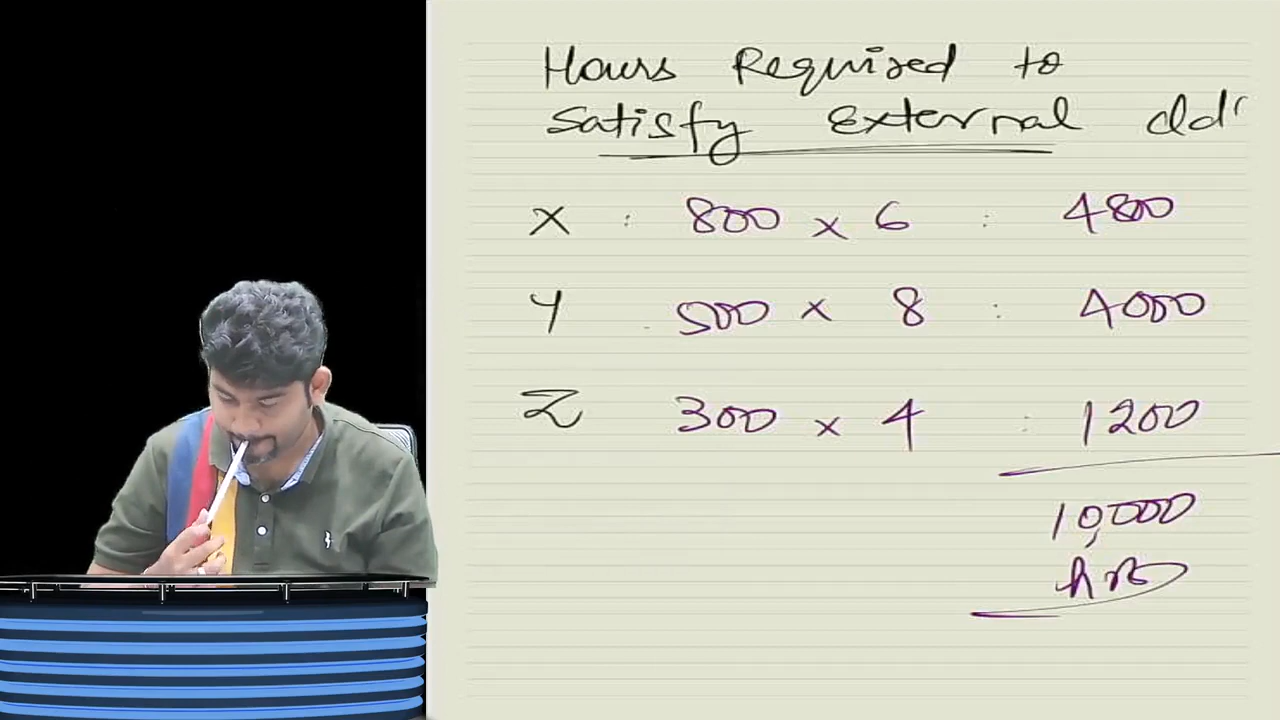 Hours Required to
Satisfy External dd
X : 800 x 6 : 4800
Y 500 x 8 : 4000
Z 300 x 4 : 1200
10,000
hrs